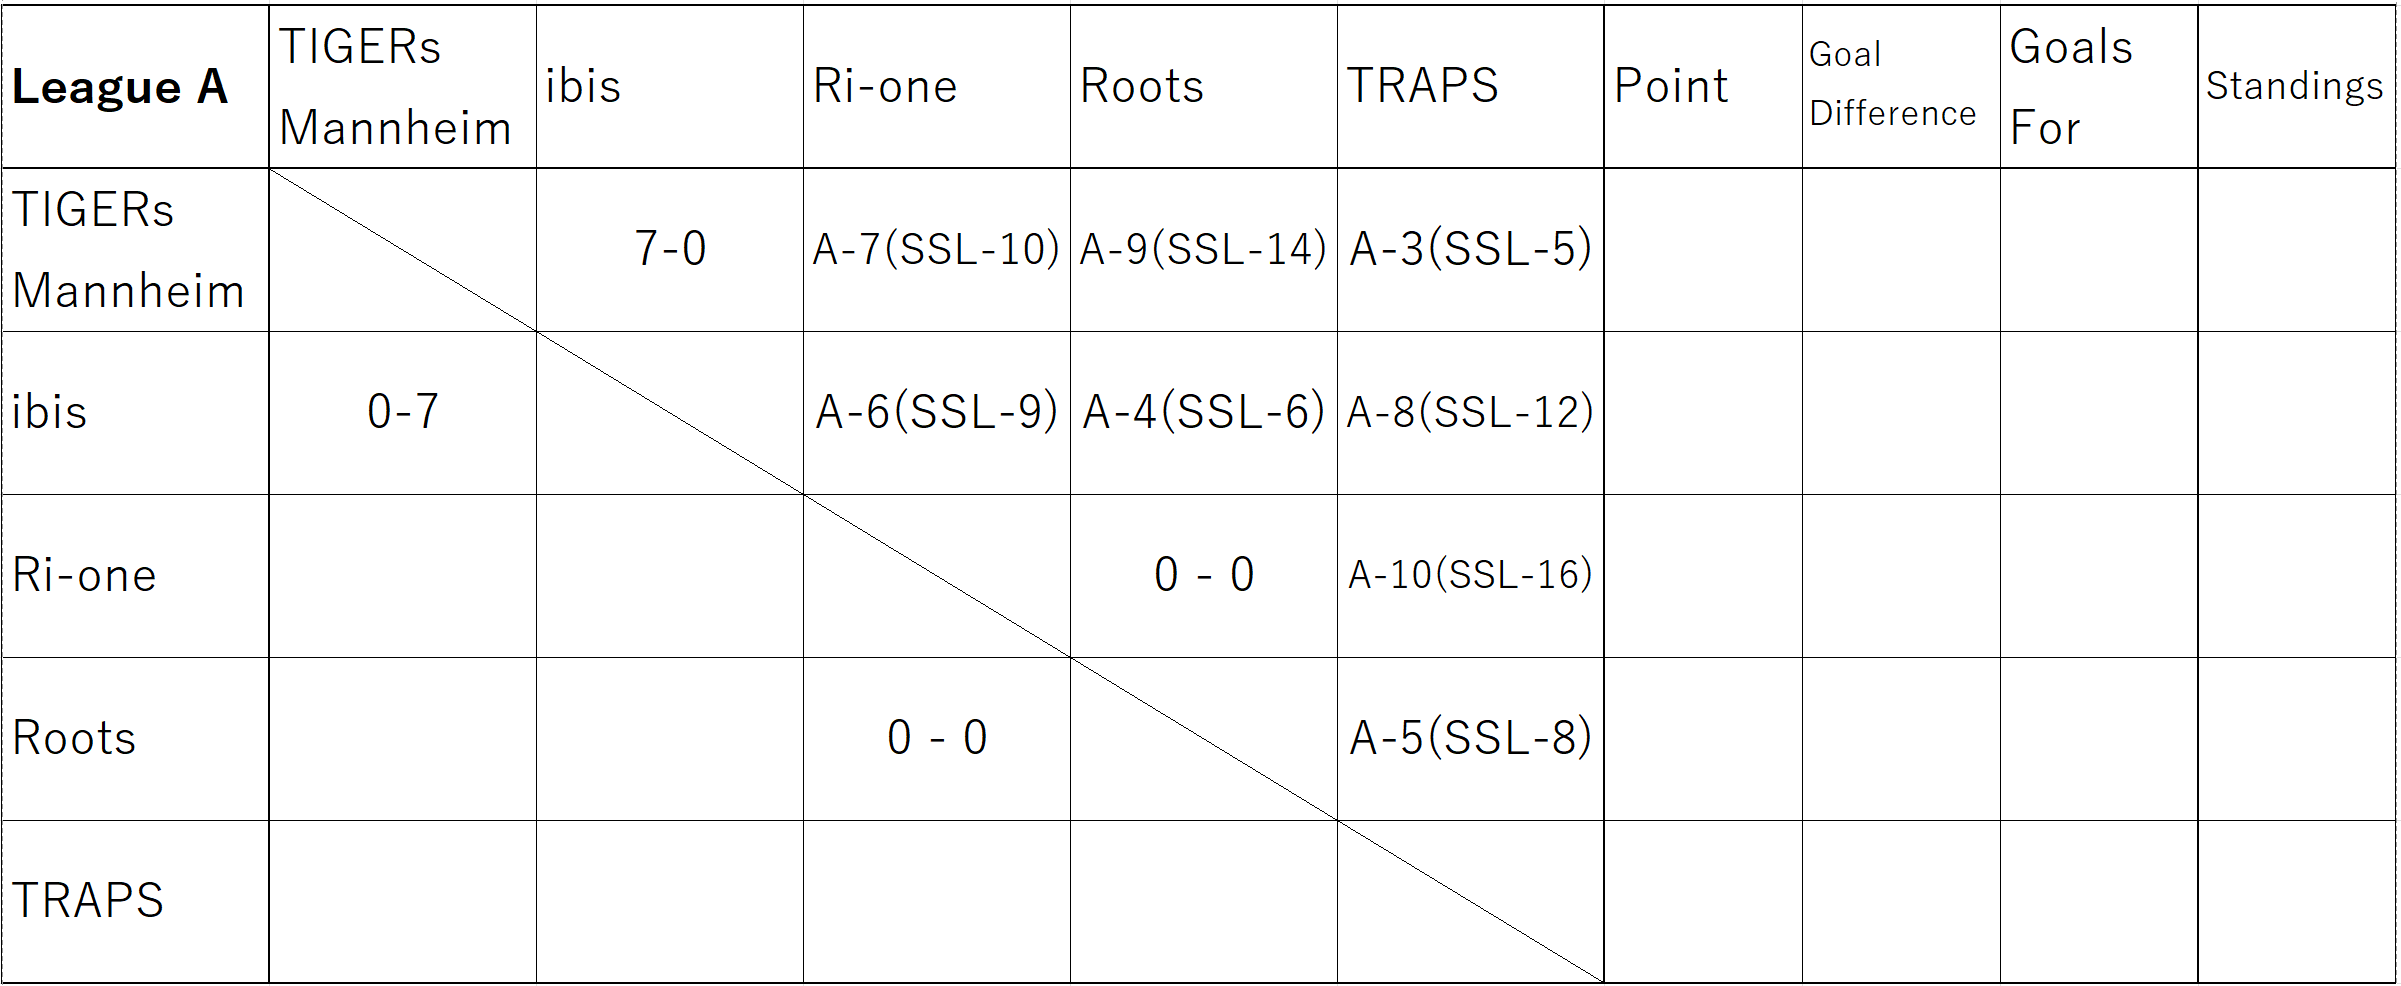 League A TIGERs Mannheim ibis Ri-one Roots TRAPS Point Goal Difference Goals For Standings
TIGERs Mannheim 7-0 A-7(SSL-10) A-9(SSL-14) A-3(SSL-5)
ibis 0-7 A-6(SSL-9) A-4(SSL-6) A-8(SSL-12)
Ri-one 0 - 0 A-10(SSL-16)
Roots 0 - 0 A-5(SSL-8)
TRAPS